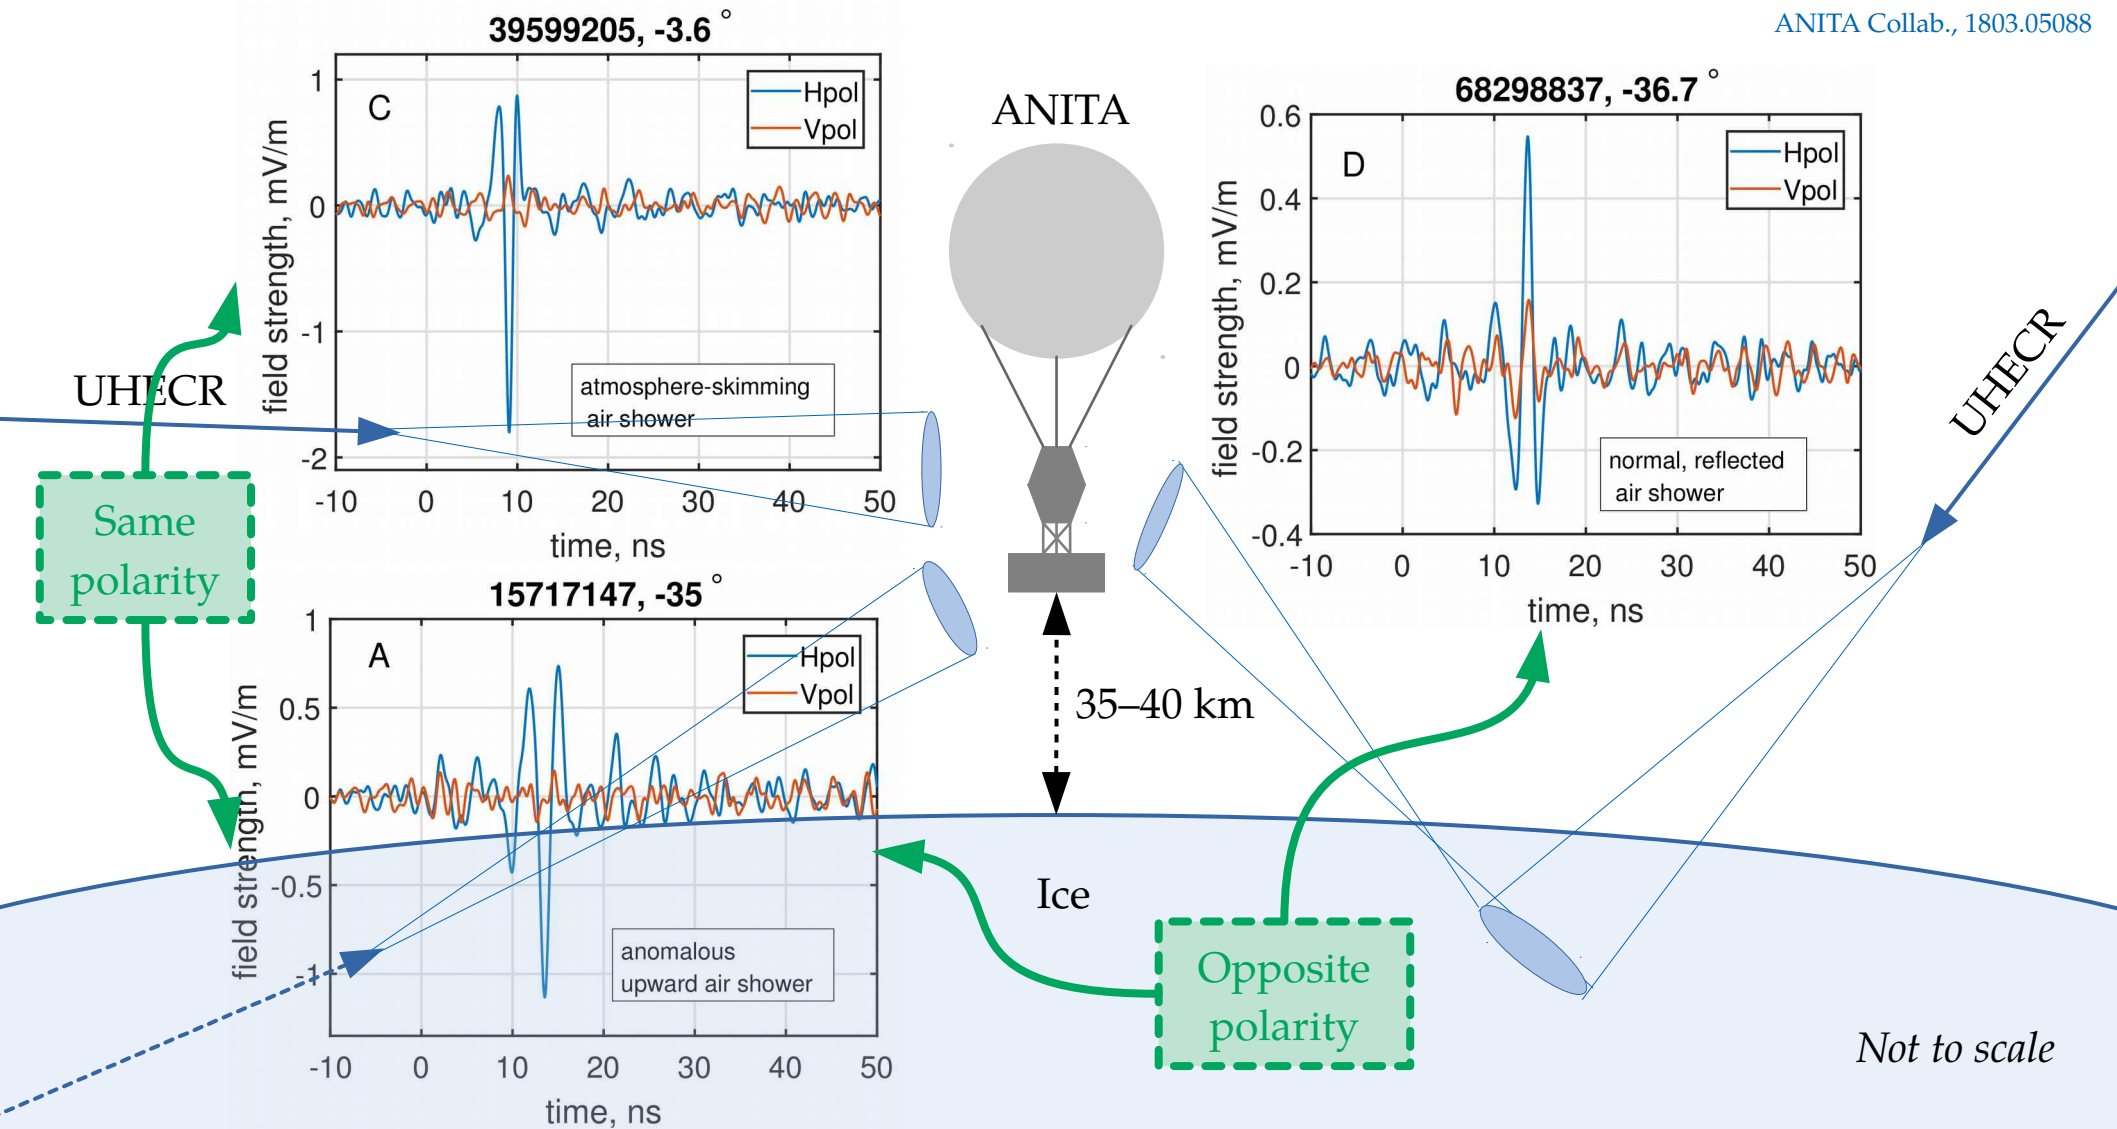 ANITA Collab., 1803.05088
39599205, -3.6 °
C
Hpol
Vpol
1
0
-1
-2
field strength, mV/m
atmosphere-skimming
air shower
-10 0 10 20 30 40 50
time, ns
UHECR
Same
polarity
ANITA
35–40 km
68298837, -36.7 °
D
Hpol
Vpol
0.6
0.4
0.2
0
-0.2
-0.4
field strength, mV/m
normal, reflected
air shower
-10 0 10 20 30 40 50
time, ns
UHECR
15717147, -35 °
A
Hpol
Vpol
1
0.5
0
-0.5
-1
field strength, mV/m
anomalous
upward air shower
-10 0 10 20 30 40 50
time, ns
Ice
Opposite
polarity
Not to scale